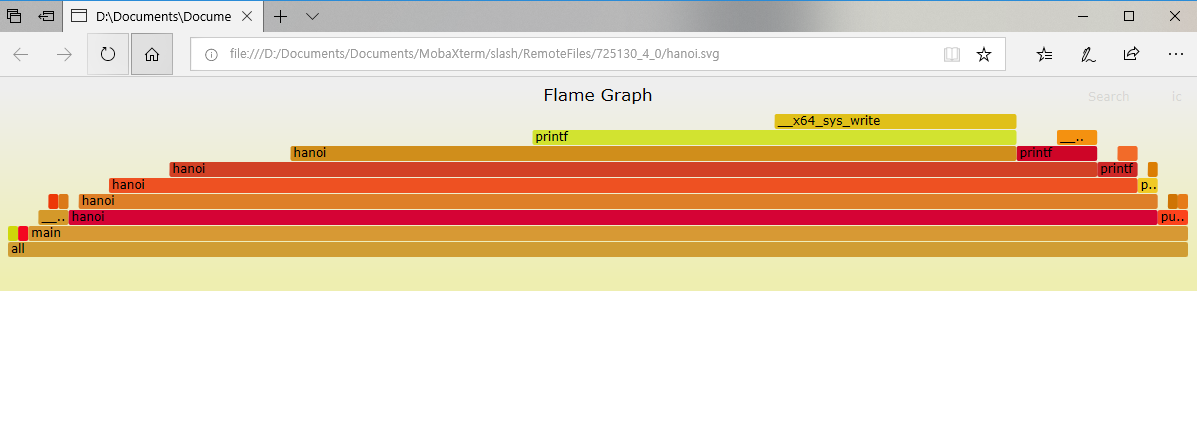 D:\Documents\Docume
file:///D:/Documents/Documents/MobaXterm/slash/RemoteFiles/725130_4_0/hanoi.svg
Flame Graph
Search ic
__x64_sys_write
printf __..
hanoi printf
hanoi printf
hanoi p..
hanoi
__.. hanoi pu..
main
all